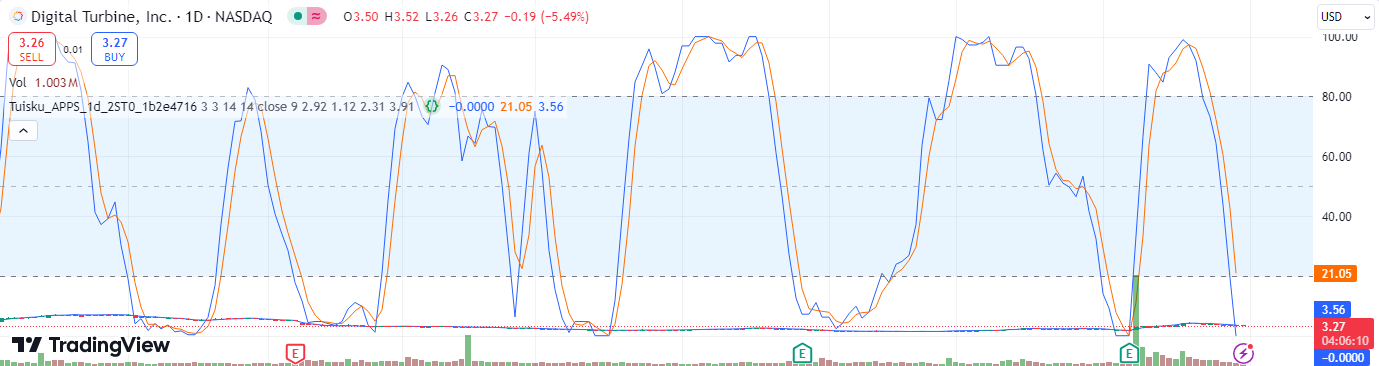 Digital Turbine, Inc. · 1D · NASDAQ O3.50 H3.52 L3.26 C3.27 −0.19 (−5.49%)
USD
3.26 SELL
0.01
3.27 BUY
100.00
Vol 1.003 M
Tuisku_APPS_1d_2ST0_1b2e4716 3 3 14 14 close 9 2.92 1.12 2.31 3.91 {} −0.0000 21.05 3.56
80.00
60.00
40.00
21.05
3.56
3.27
04:06:10
−0.0000
TradingView
E
E
E